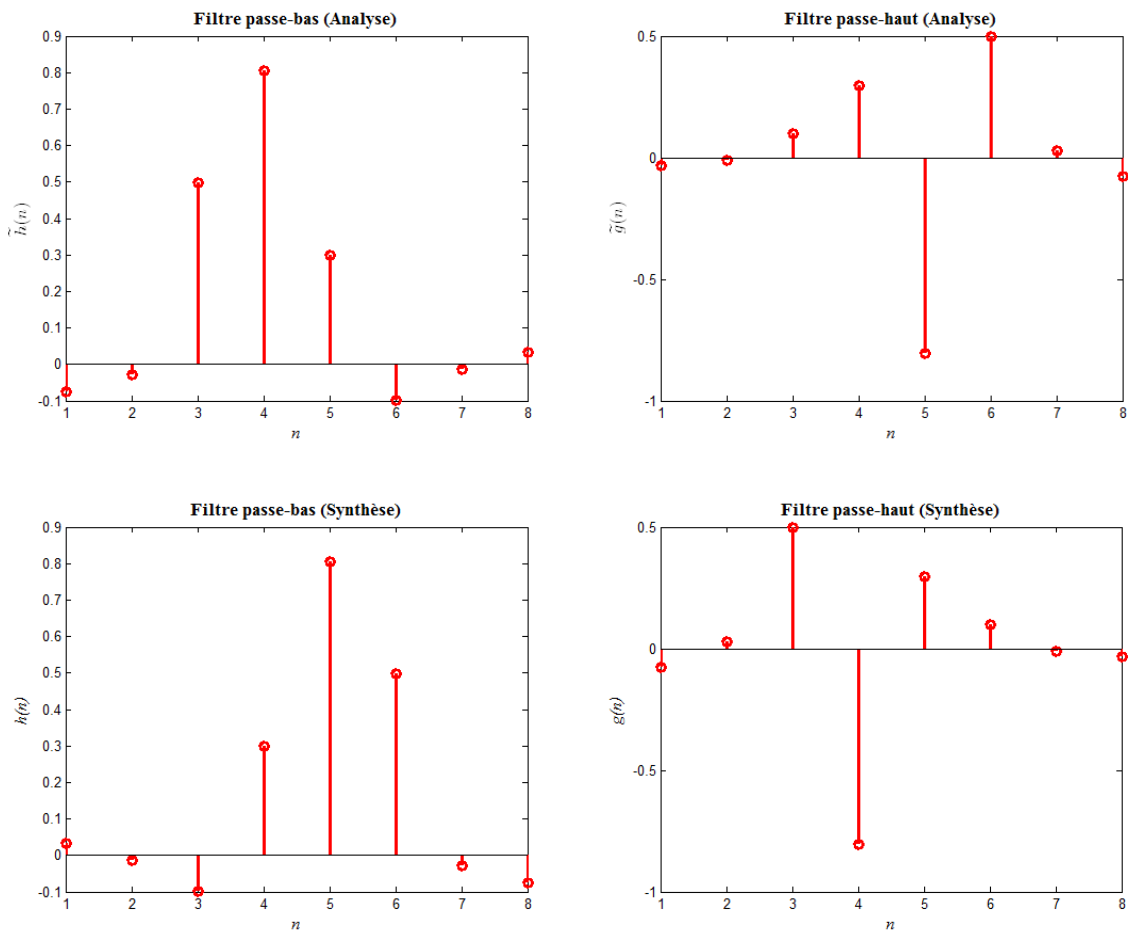 Filtre passe-bas (Analyse)
0.9
0.8
0.7
0.6
0.5
0.4
0.3
0.2
0.1
0
-0.1
1 2 3 4 5 6 7 8
h̃(n)
n
Filtre passe-haut (Analyse)
0.5
0
-0.5
-1
1 2 3 4 5 6 7 8
g̃(n)
n
Filtre passe-bas (Synthèse)
0.9
0.8
0.7
0.6
0.5
0.4
0.3
0.2
0.1
0
-0.1
1 2 3 4 5 6 7 8
h(n)
n
Filtre passe-haut (Synthèse)
0.5
0
-0.5
-1
1 2 3 4 5 6 7 8
g(n)
n